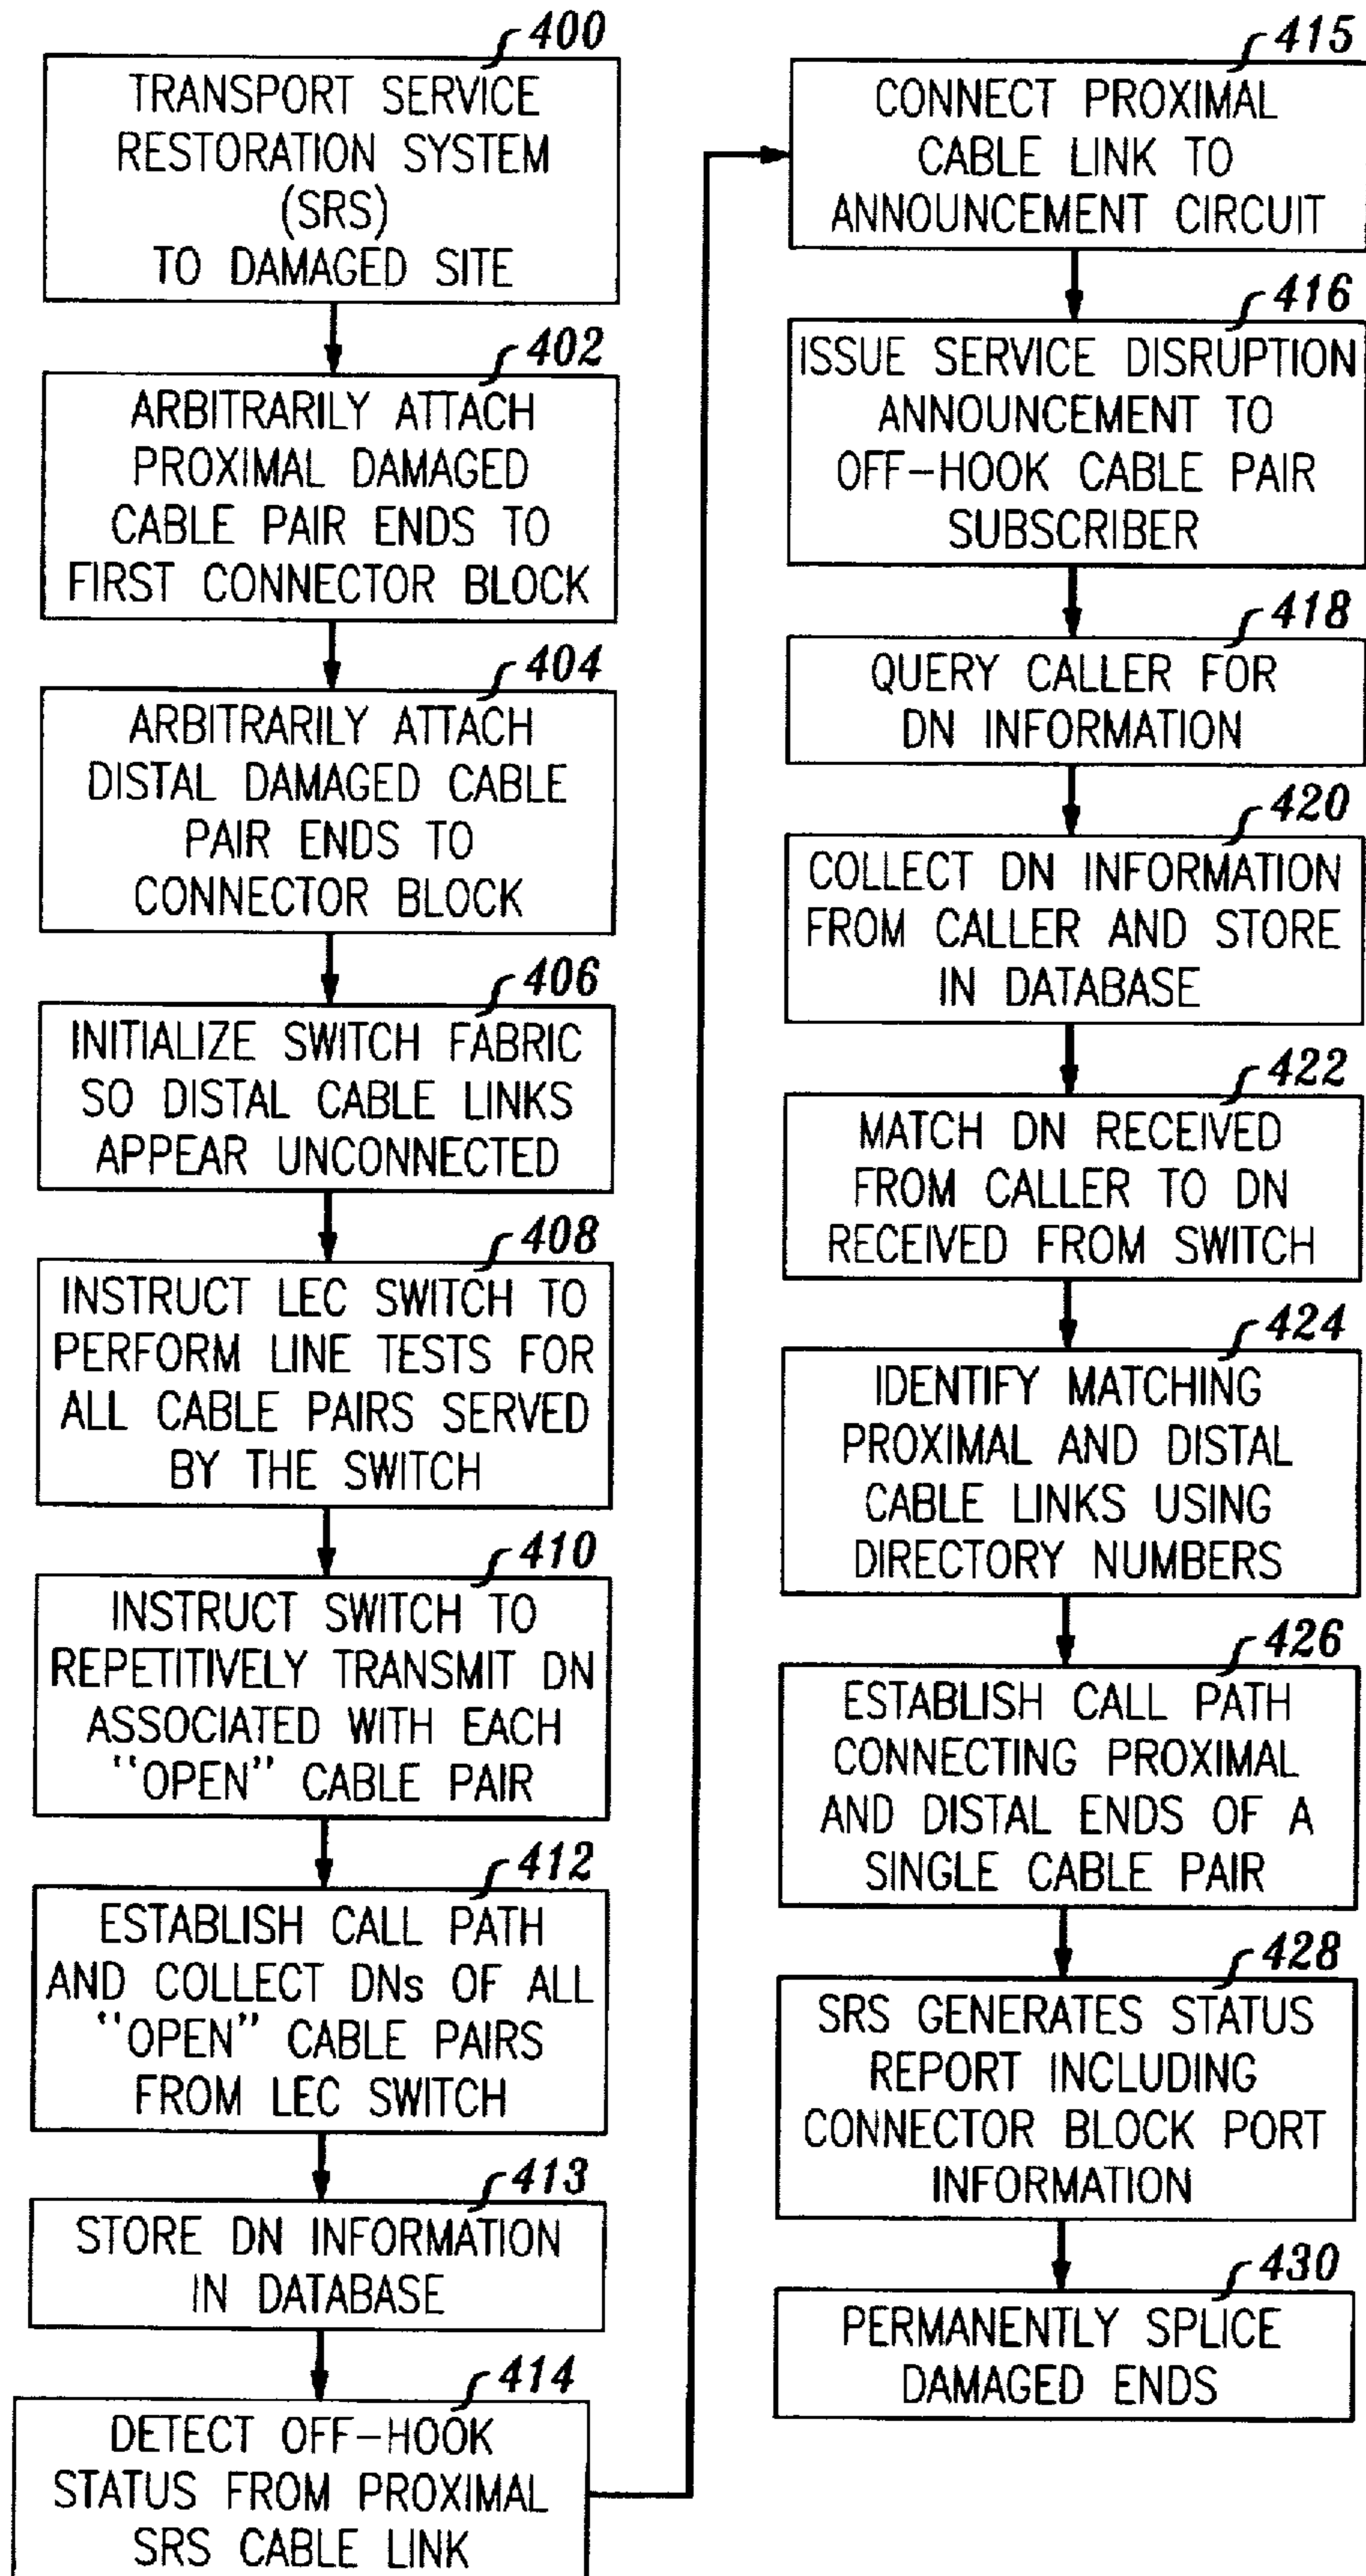 400
TRANSPORT SERVICE
RESTORATION SYSTEM
(SRS)
TO DAMAGED SITE
402
ARBITRARILY ATTACH
PROXIMAL DAMAGED
CABLE PAIR ENDS TO
FIRST CONNECTOR BLOCK
404
ARBITRARILY ATTACH
DISTAL DAMAGED CABLE
PAIR ENDS TO
CONNECTOR BLOCK
406
INITIALIZE SWITCH FABRIC
SO DISTAL CABLE LINKS
APPEAR UNCONNECTED
408
INSTRUCT LEC SWITCH TO
PERFORM LINE TESTS FOR
ALL CABLE PAIRS SERVED
BY THE SWITCH
410
INSTRUCT SWITCH TO
REPETITIVELY TRANSMIT DN
ASSOCIATED WITH EACH
"OPEN" CABLE PAIR
412
ESTABLISH CALL PATH
AND COLLECT DNs OF ALL
"OPEN" CABLE PAIRS
FROM LEC SWITCH
413
STORE DN INFORMATION
IN DATABASE
414
DETECT OFF-HOOK
STATUS FROM PROXIMAL
SRS CABLE LINK
415
CONNECT PROXIMAL
CABLE LINK TO
ANNOUNCEMENT CIRCUIT
416
ISSUE SERVICE DISRUPTION
ANNOUNCEMENT TO
OFF-HOOK CABLE PAIR
SUBSCRIBER
418
QUERY CALLER FOR
DN INFORMATION
420
COLLECT DN INFORMATION
FROM CALLER AND STORE
IN DATABASE
422
MATCH DN RECEIVED
FROM CALLER TO DN
RECEIVED FROM SWITCH
424
IDENTIFY MATCHING
PROXIMAL AND DISTAL
CABLE LINKS USING
DIRECTORY NUMBERS
426
ESTABLISH CALL PATH
CONNECTING PROXIMAL
AND DISTAL ENDS OF A
SINGLE CABLE PAIR
428
SRS GENERATES STATUS
REPORT INCLUDING
CONNECTOR BLOCK PORT
INFORMATION
430
PERMANENTLY SPLICE
DAMAGED ENDS